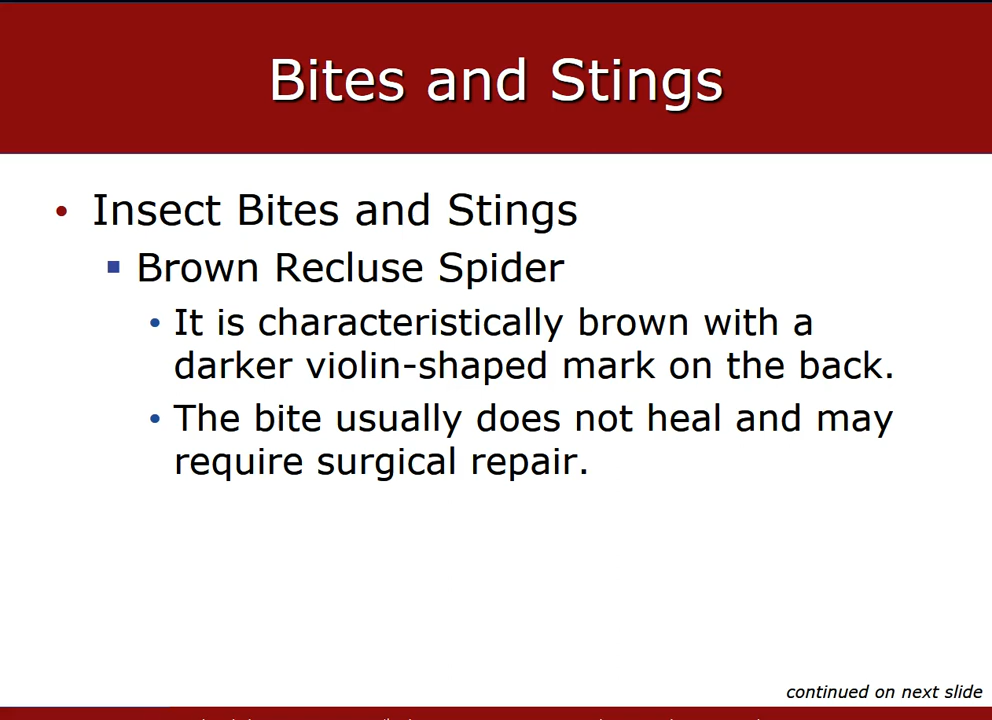 Bites and Stings
• Insect Bites and Stings
▪ Brown Recluse Spider
• It is characteristically brown with a
darker violin-shaped mark on the back.
• The bite usually does not heal and may
require surgical repair.
continued on next slide